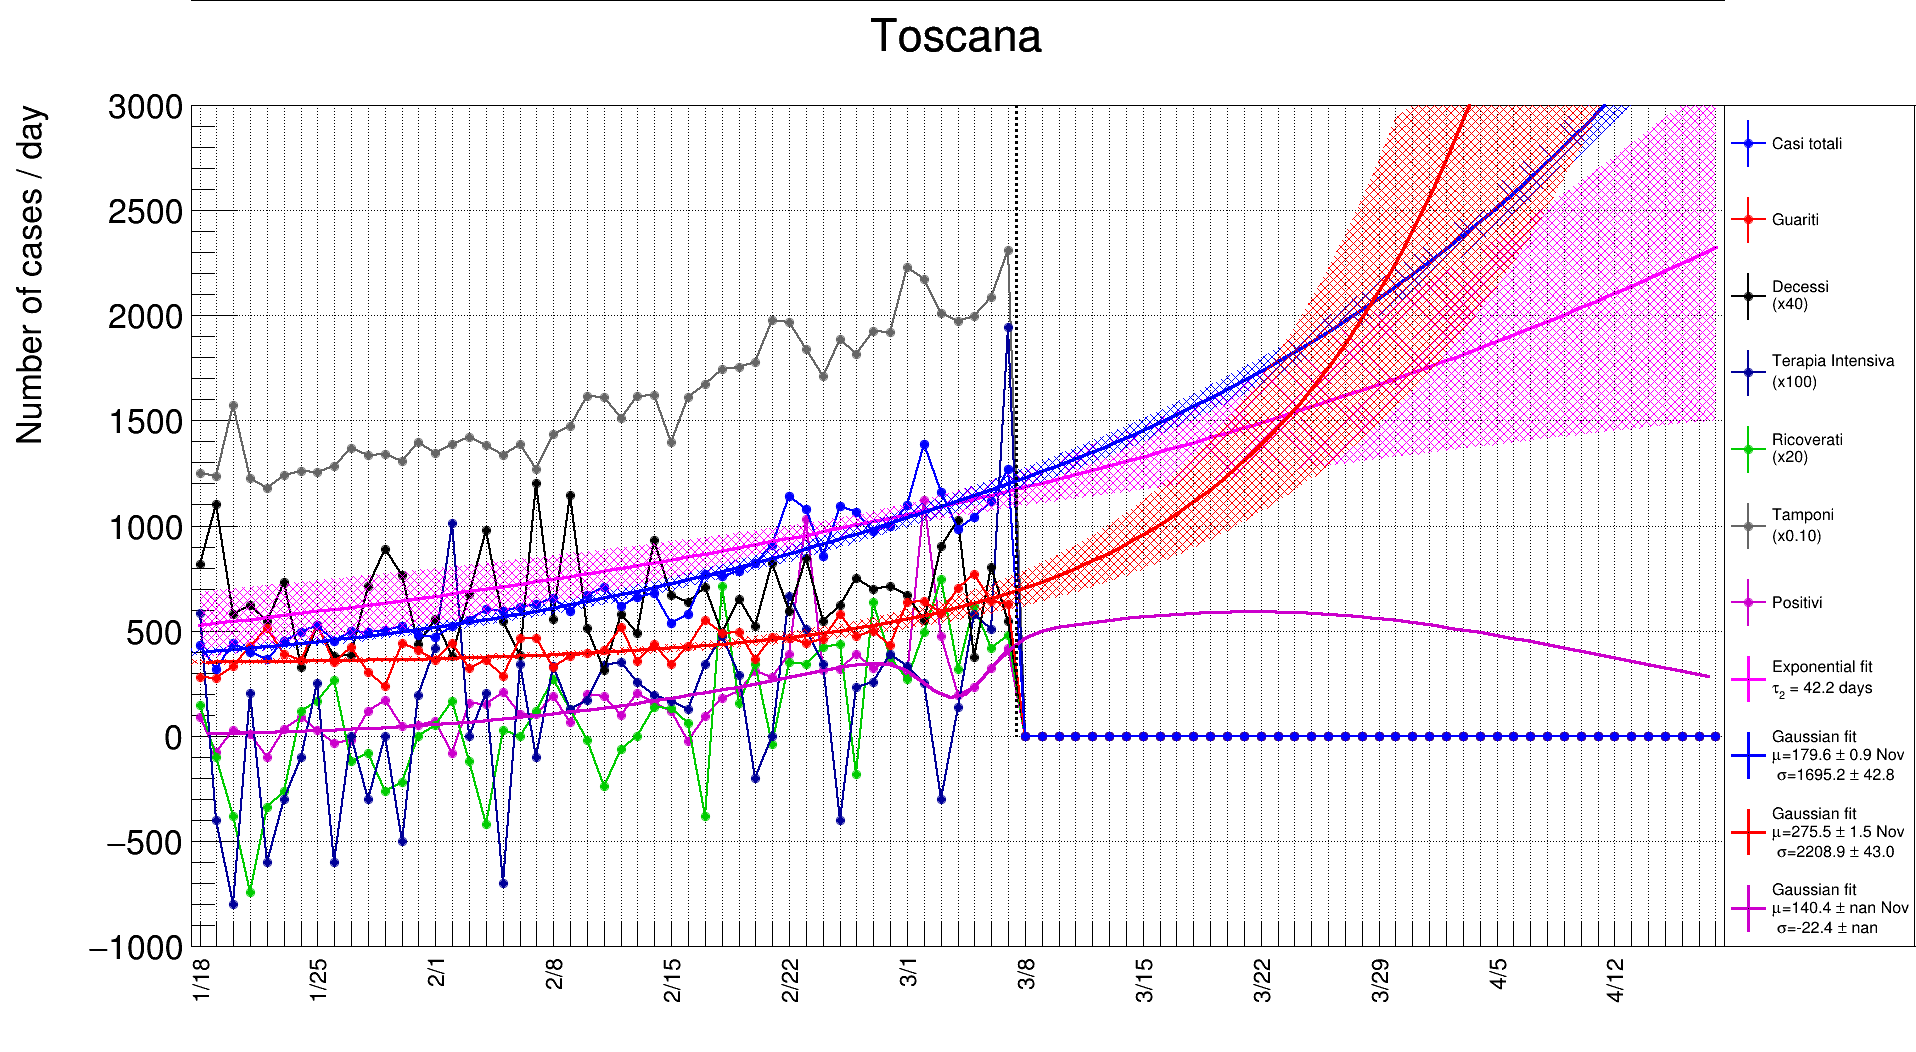 Toscana
Number of cases / day
3000
2500
2000
1500
1000
500
0
−500
−1000
1/18
1/25
2/1
2/8
2/15
2/22
3/1
3/8
3/15
3/22
3/29
4/5
4/12
Casi totali
Guariti
Decessi
(x40)
Terapia Intensiva
(x100)
Ricoverati
(x20)
Tamponi
(x0.10)
Positivi
Exponential fit
τ2 = 42.2 days
Gaussian fit
μ=179.6 ± 0.9 Nov
σ=1695.2 ± 42.8
Gaussian fit
μ=275.5 ± 1.5 Nov
σ=2208.9 ± 43.0
Gaussian fit
μ=140.4 ± nan Nov
σ=-22.4 ± nan